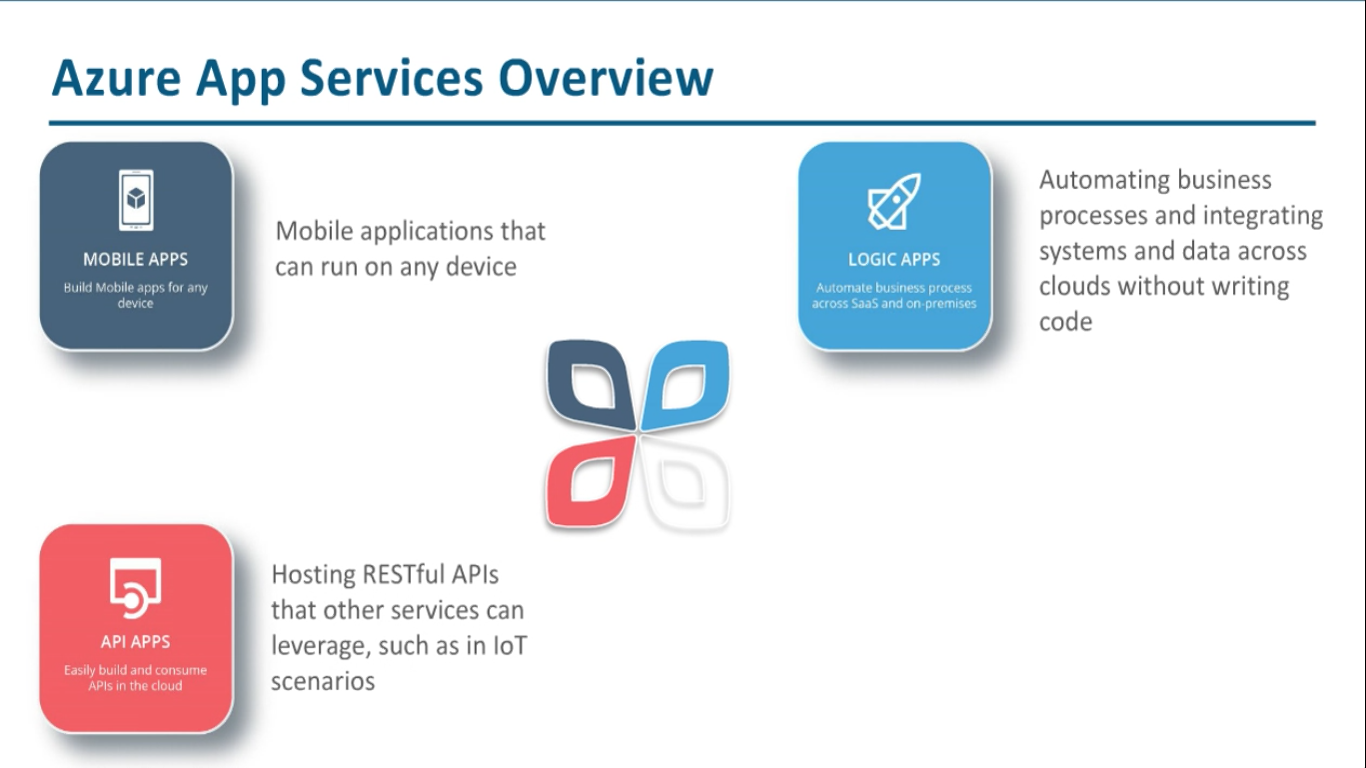 Azure App Services Overview
MOBILE APPS
Build Mobile apps for any
device
Mobile applications that
can run on any device
LOGIC APPS
Automate business process
across SaaS and on-premises
Automating business
processes and integrating
systems and data across
clouds without writing
code
API APPS
Easily build and consume
APIs in the cloud
Hosting RESTful APIs
that other services can
leverage, such as in IoT
scenarios